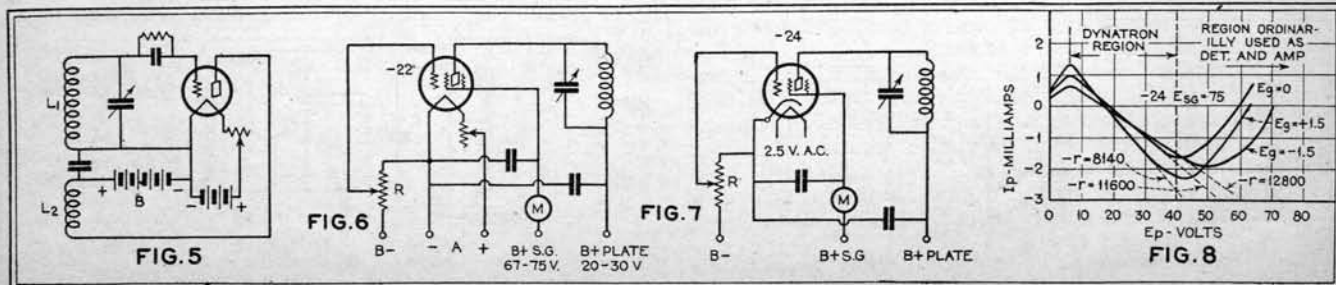 L1
L2
+ B -
- +
FIG.5
-22
R
M
B- - A + B+ S.G. B+ PLATE
67-75 V. 20-30 V
FIG.6
-24
2.5 V. A.C.
R
M
B- B+S.G B+ PLATE
FIG.7
DYNATRON
REGION
REGION ORDINAR-
ILLY USED AS
DET. AND AMP
-24 ESG=75
Eg=0
Eg=+1.5
Eg=-1.5
-r=8140
-r=11600
-r=12800
Ip-MILLIAMPS
2
1
0
-1
-2
-3
0 10 20 30 40 50 60 70 80
Ep-VOLTS
FIG.8